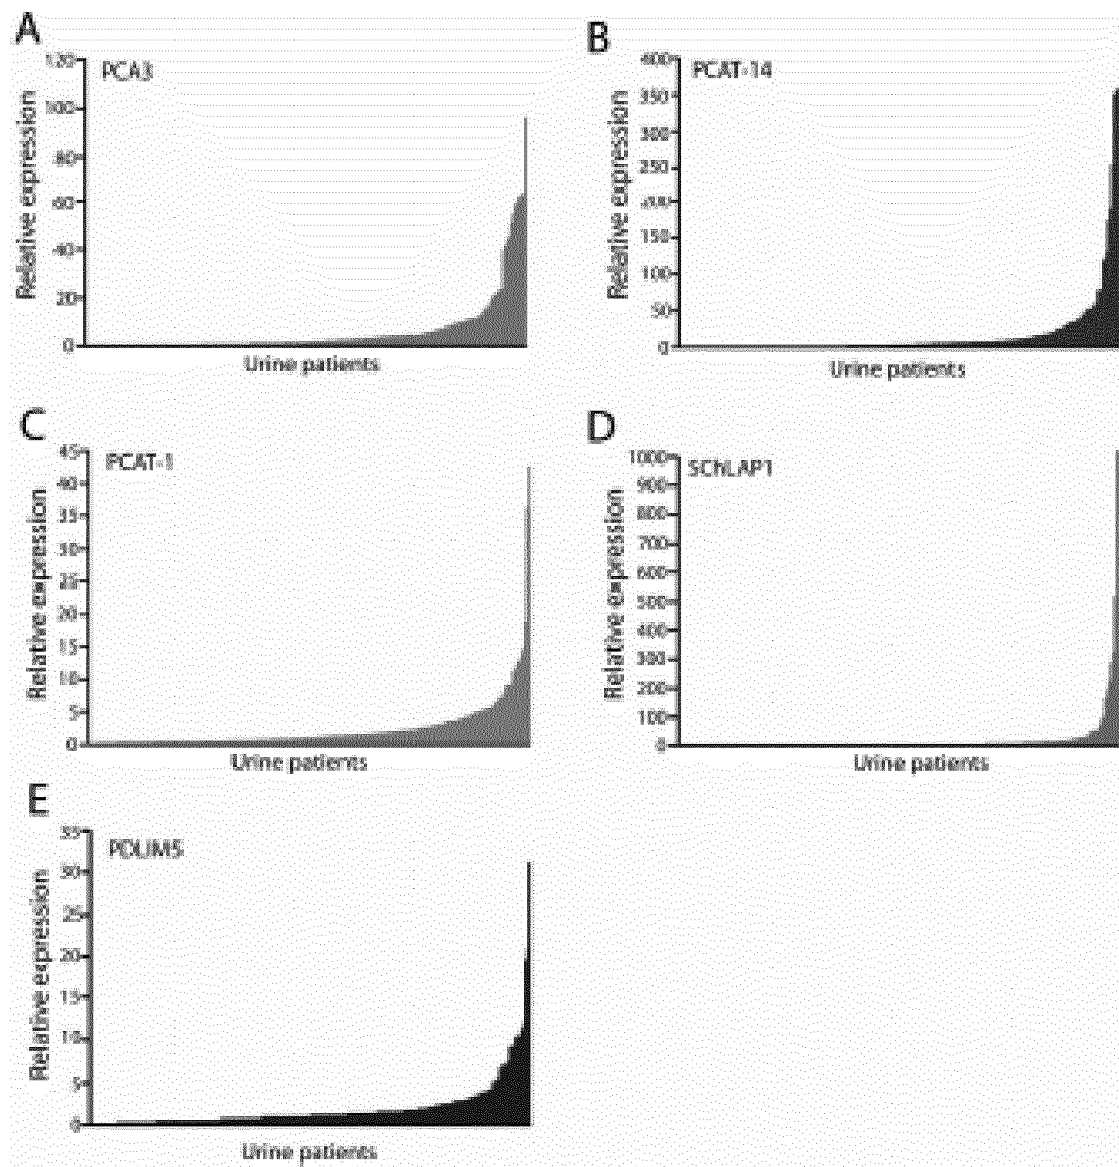 A
PCA3
Relative expression
120
100
80
60
40
20
0
Urine patients
B
PCAT-14
Relative expression
400
350
300
250
200
150
100
50
0
Urine patients
C
PCAT-1
Relative expression
45
40
35
30
25
20
15
10
5
0
Urine patients
D
SChLAP1
Relative expression
1000
900
800
700
600
500
400
300
200
100
0
Urine patients
E
PDLIM5
Relative expression
35
30
25
20
15
10
5
0
Urine patients